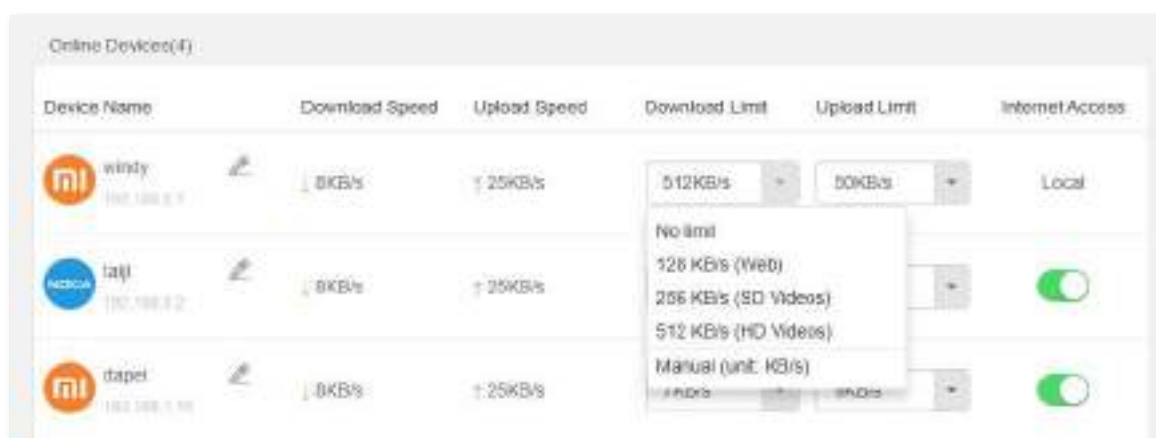 Online Devices(4)
Device Name Download Speed Upload Speed Download Limit Upload Limit Internet Access
windy
↓ 8KB/s ↑ 25KB/s 512KB/s 50KB/s Local
No limit
128 KB/s (Web)
256 KB/s (SD Videos)
512 KB/s (HD Videos)
Manual (unit: KB/s)
NOKIA taiji
↓ 8KB/s ↑ 25KB/s
dapei
↓ 8KB/s ↑ 25KB/s